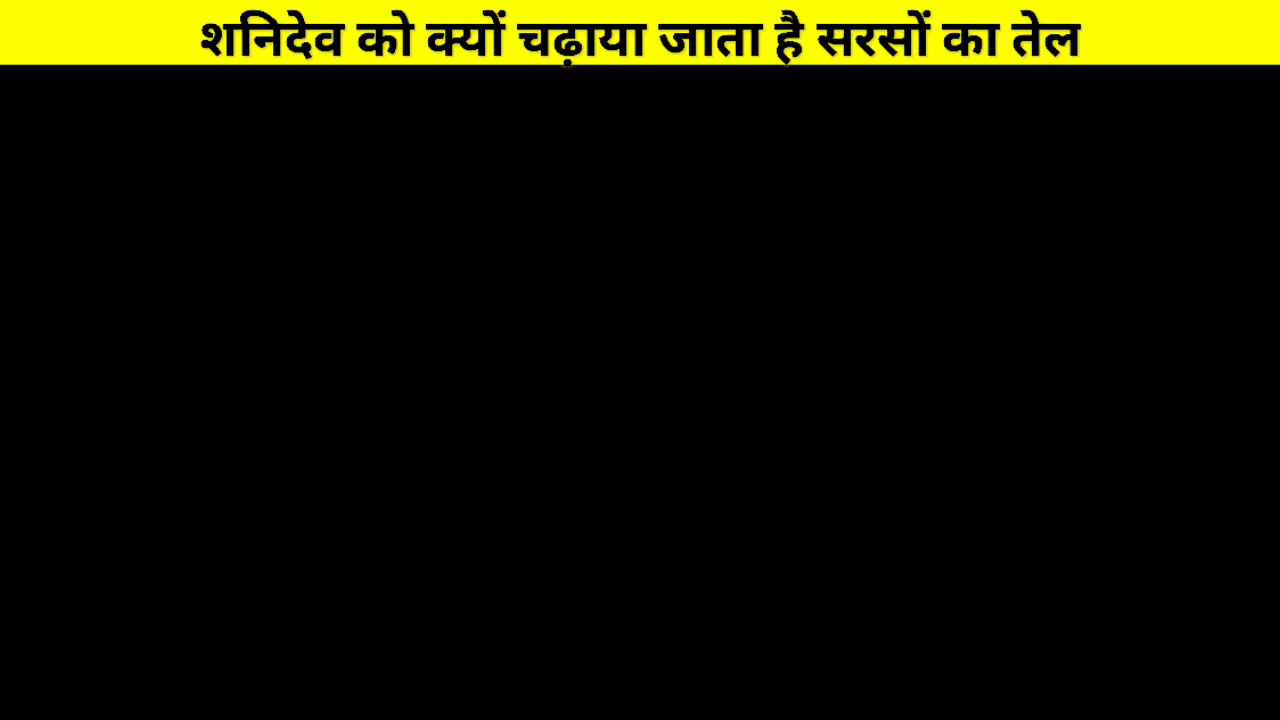 शनिदेव को क्यों चढ़ाया जाता है सरसों का तेल